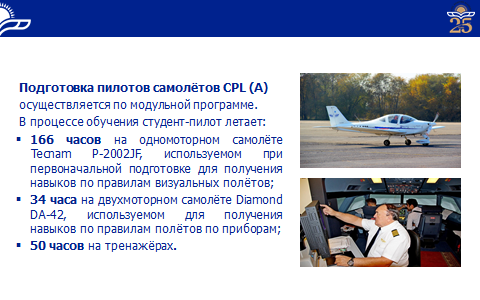 25
Подготовка пилотов самолётов CPL (A)
осуществляется по модульной программе.
В процессе обучения студент-пилот летает:
166 часов на одномоторном самолёте
Tecnam P-2002JF, используемом при
первоначальной подготовке для получения
навыков по правилам визуальных полётов;
34 часа на двухмоторном самолёте Diamond
DA-42, используемом для получения
навыков по правилам полётов по приборам;
50 часов на тренажёрах.